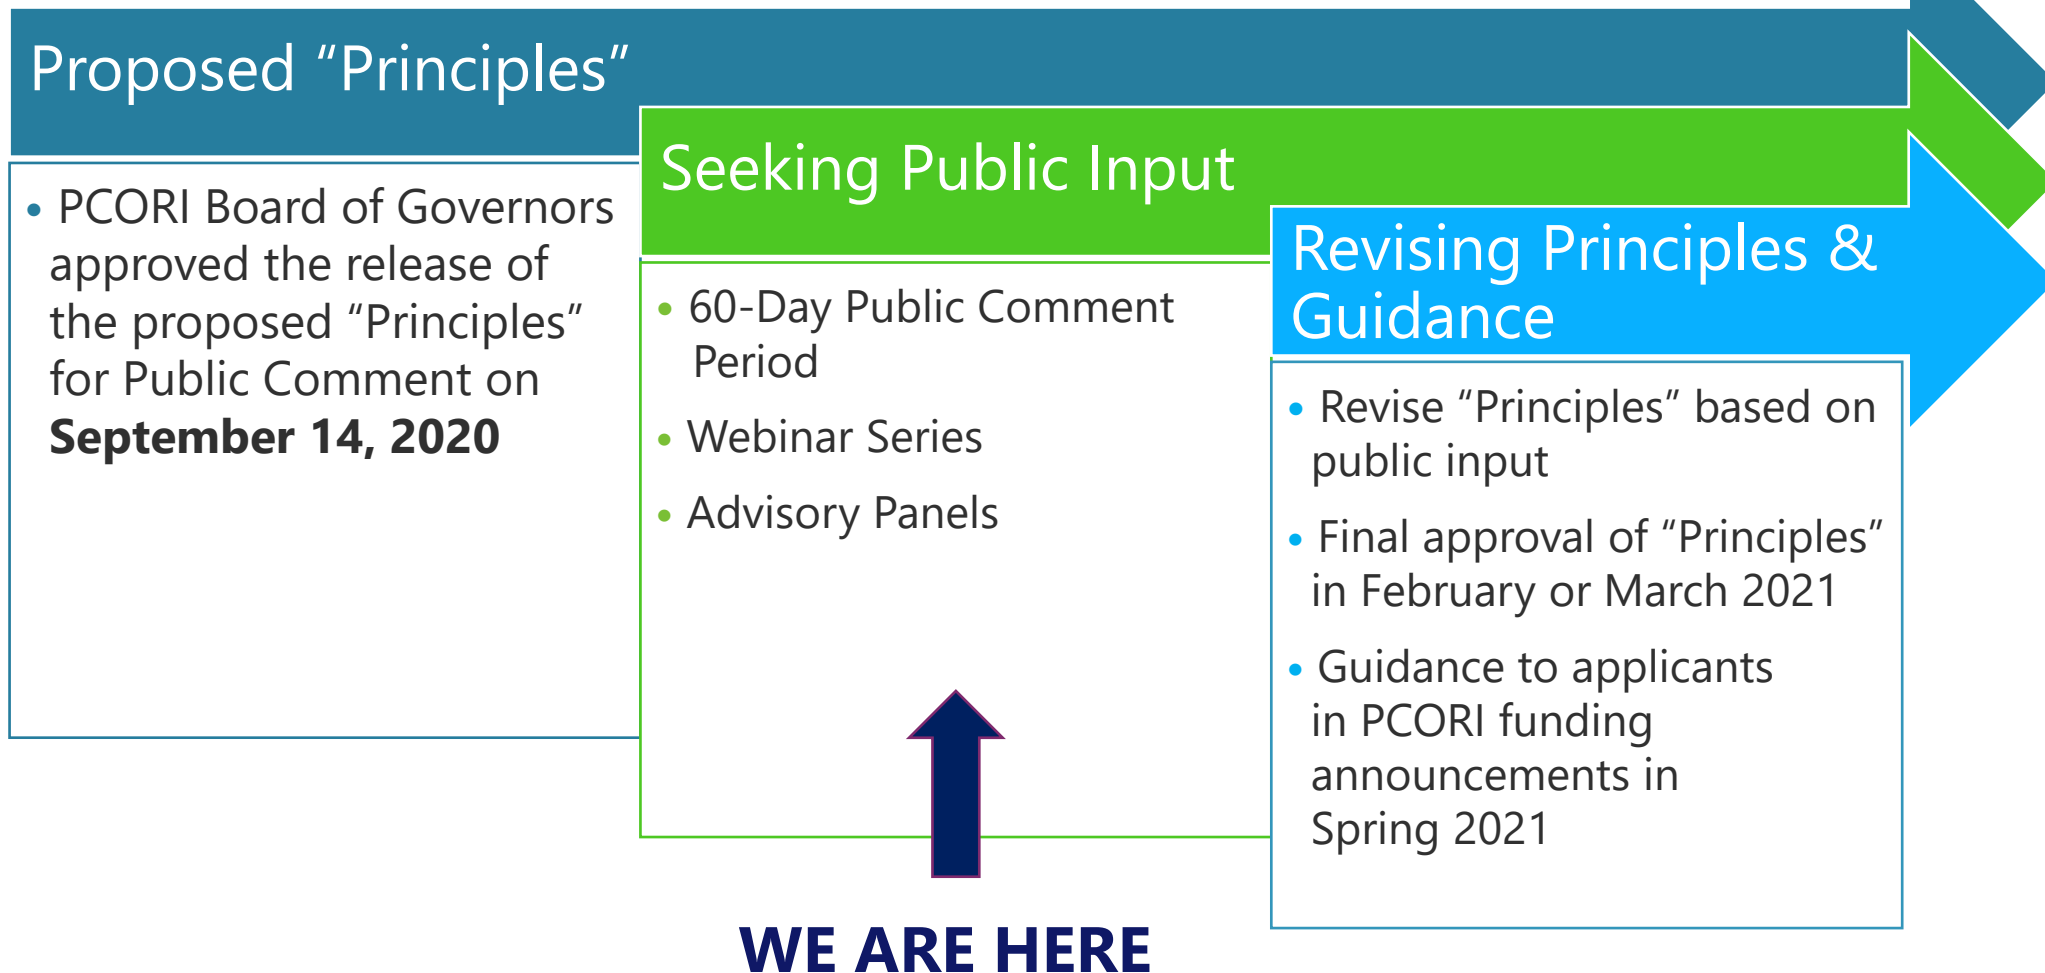 Proposed “Principles”
• PCORI Board of Governors
approved the release of
the proposed “Principles”
for Public Comment on
September 14, 2020
Seeking Public Input
• 60-Day Public Comment
Period
• Webinar Series
• Advisory Panels
Revising Principles &
Guidance
• Revise “Principles” based on
public input
• Final approval of “Principles”
in February or March 2021
• Guidance to applicants
in PCORI funding
announcements in
Spring 2021
WE ARE HERE